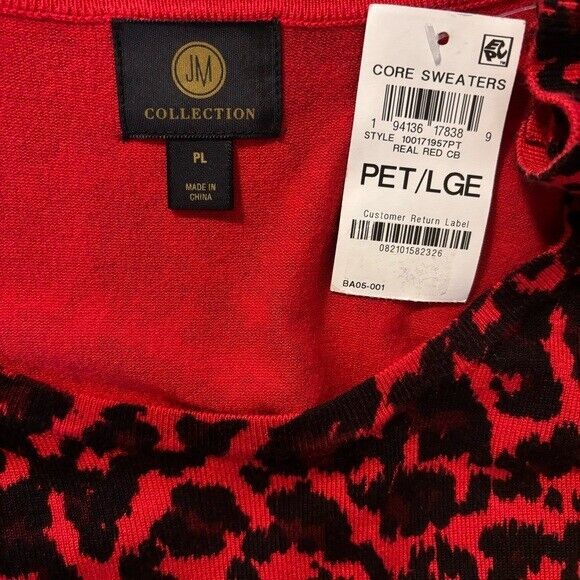 JM
COLLECTION
PL
MADE IN
CHINA
CORE SWEATERS
1 94136 17838 9
STYLE 100171957PT
REAL RED CB
PET/LGE
Customer Return Label
082101582326
BA05-001